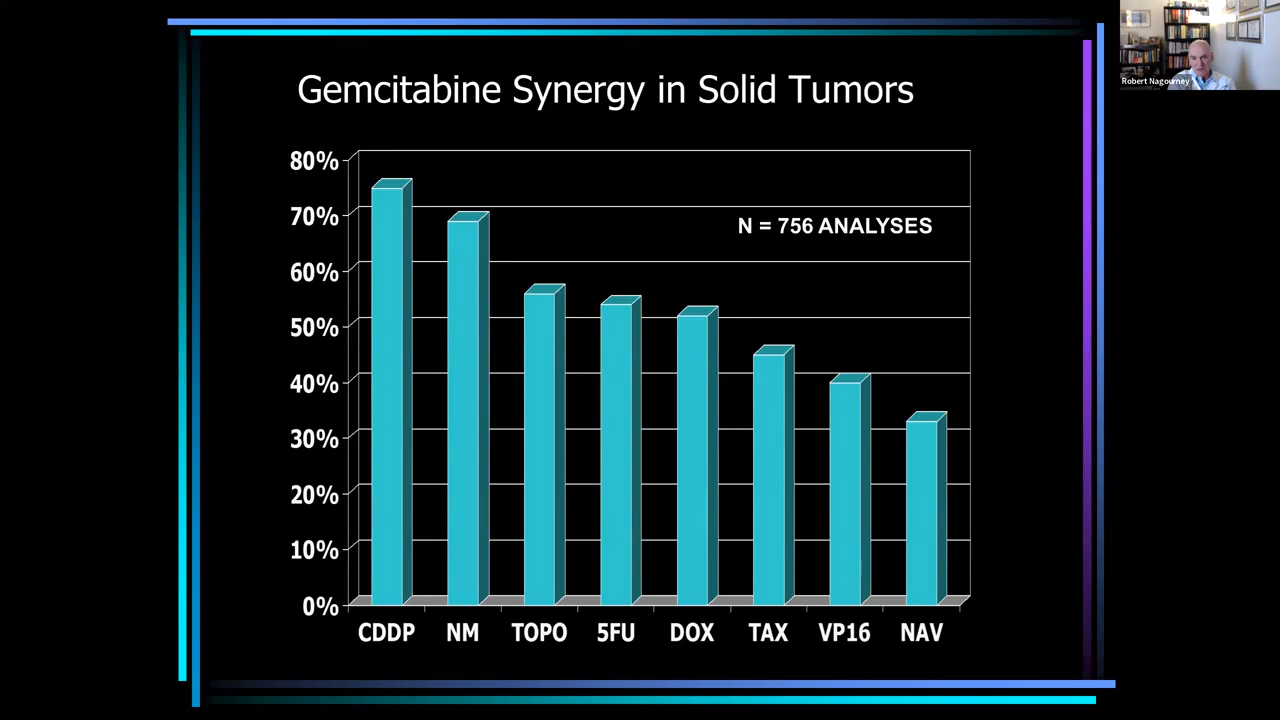 Gemcitabine Synergy in Solid Tumors
Robert Nagourney
80%
70%
N = 756 ANALYSES
60%
50%
40%
30%
20%
10%
0%
CDDP NM TOPO 5FU DOX TAX VP16 NAV